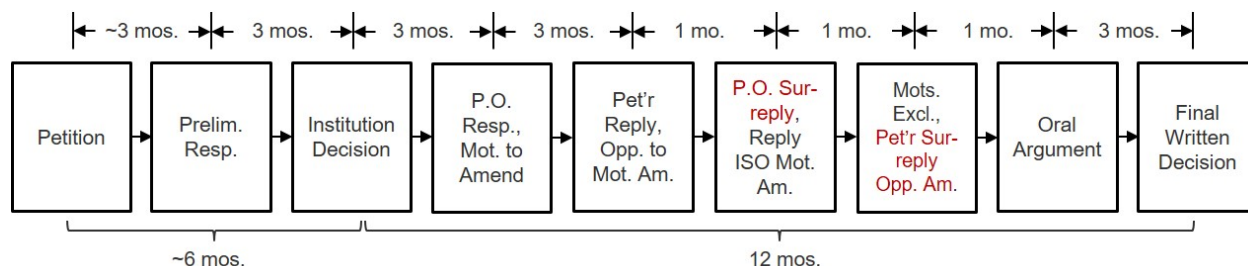 ~3 mos. 3 mos. 3 mos. 3 mos. 1 mo. 1 mo. 1 mo. 3 mos.
Petition
Prelim.
Resp.
Institution
Decision
P.O.
Resp.,
Mot. to
Amend
Pet’r
Reply,
Opp. to
Mot. Am.
P.O. Sur-
reply,
Reply
ISO Mot.
Am.
Mots.
Excl.,
Pet’r Sur-
reply
Opp. Am.
Oral
Argument
Final
Written
Decision
~6 mos. 12 mos.